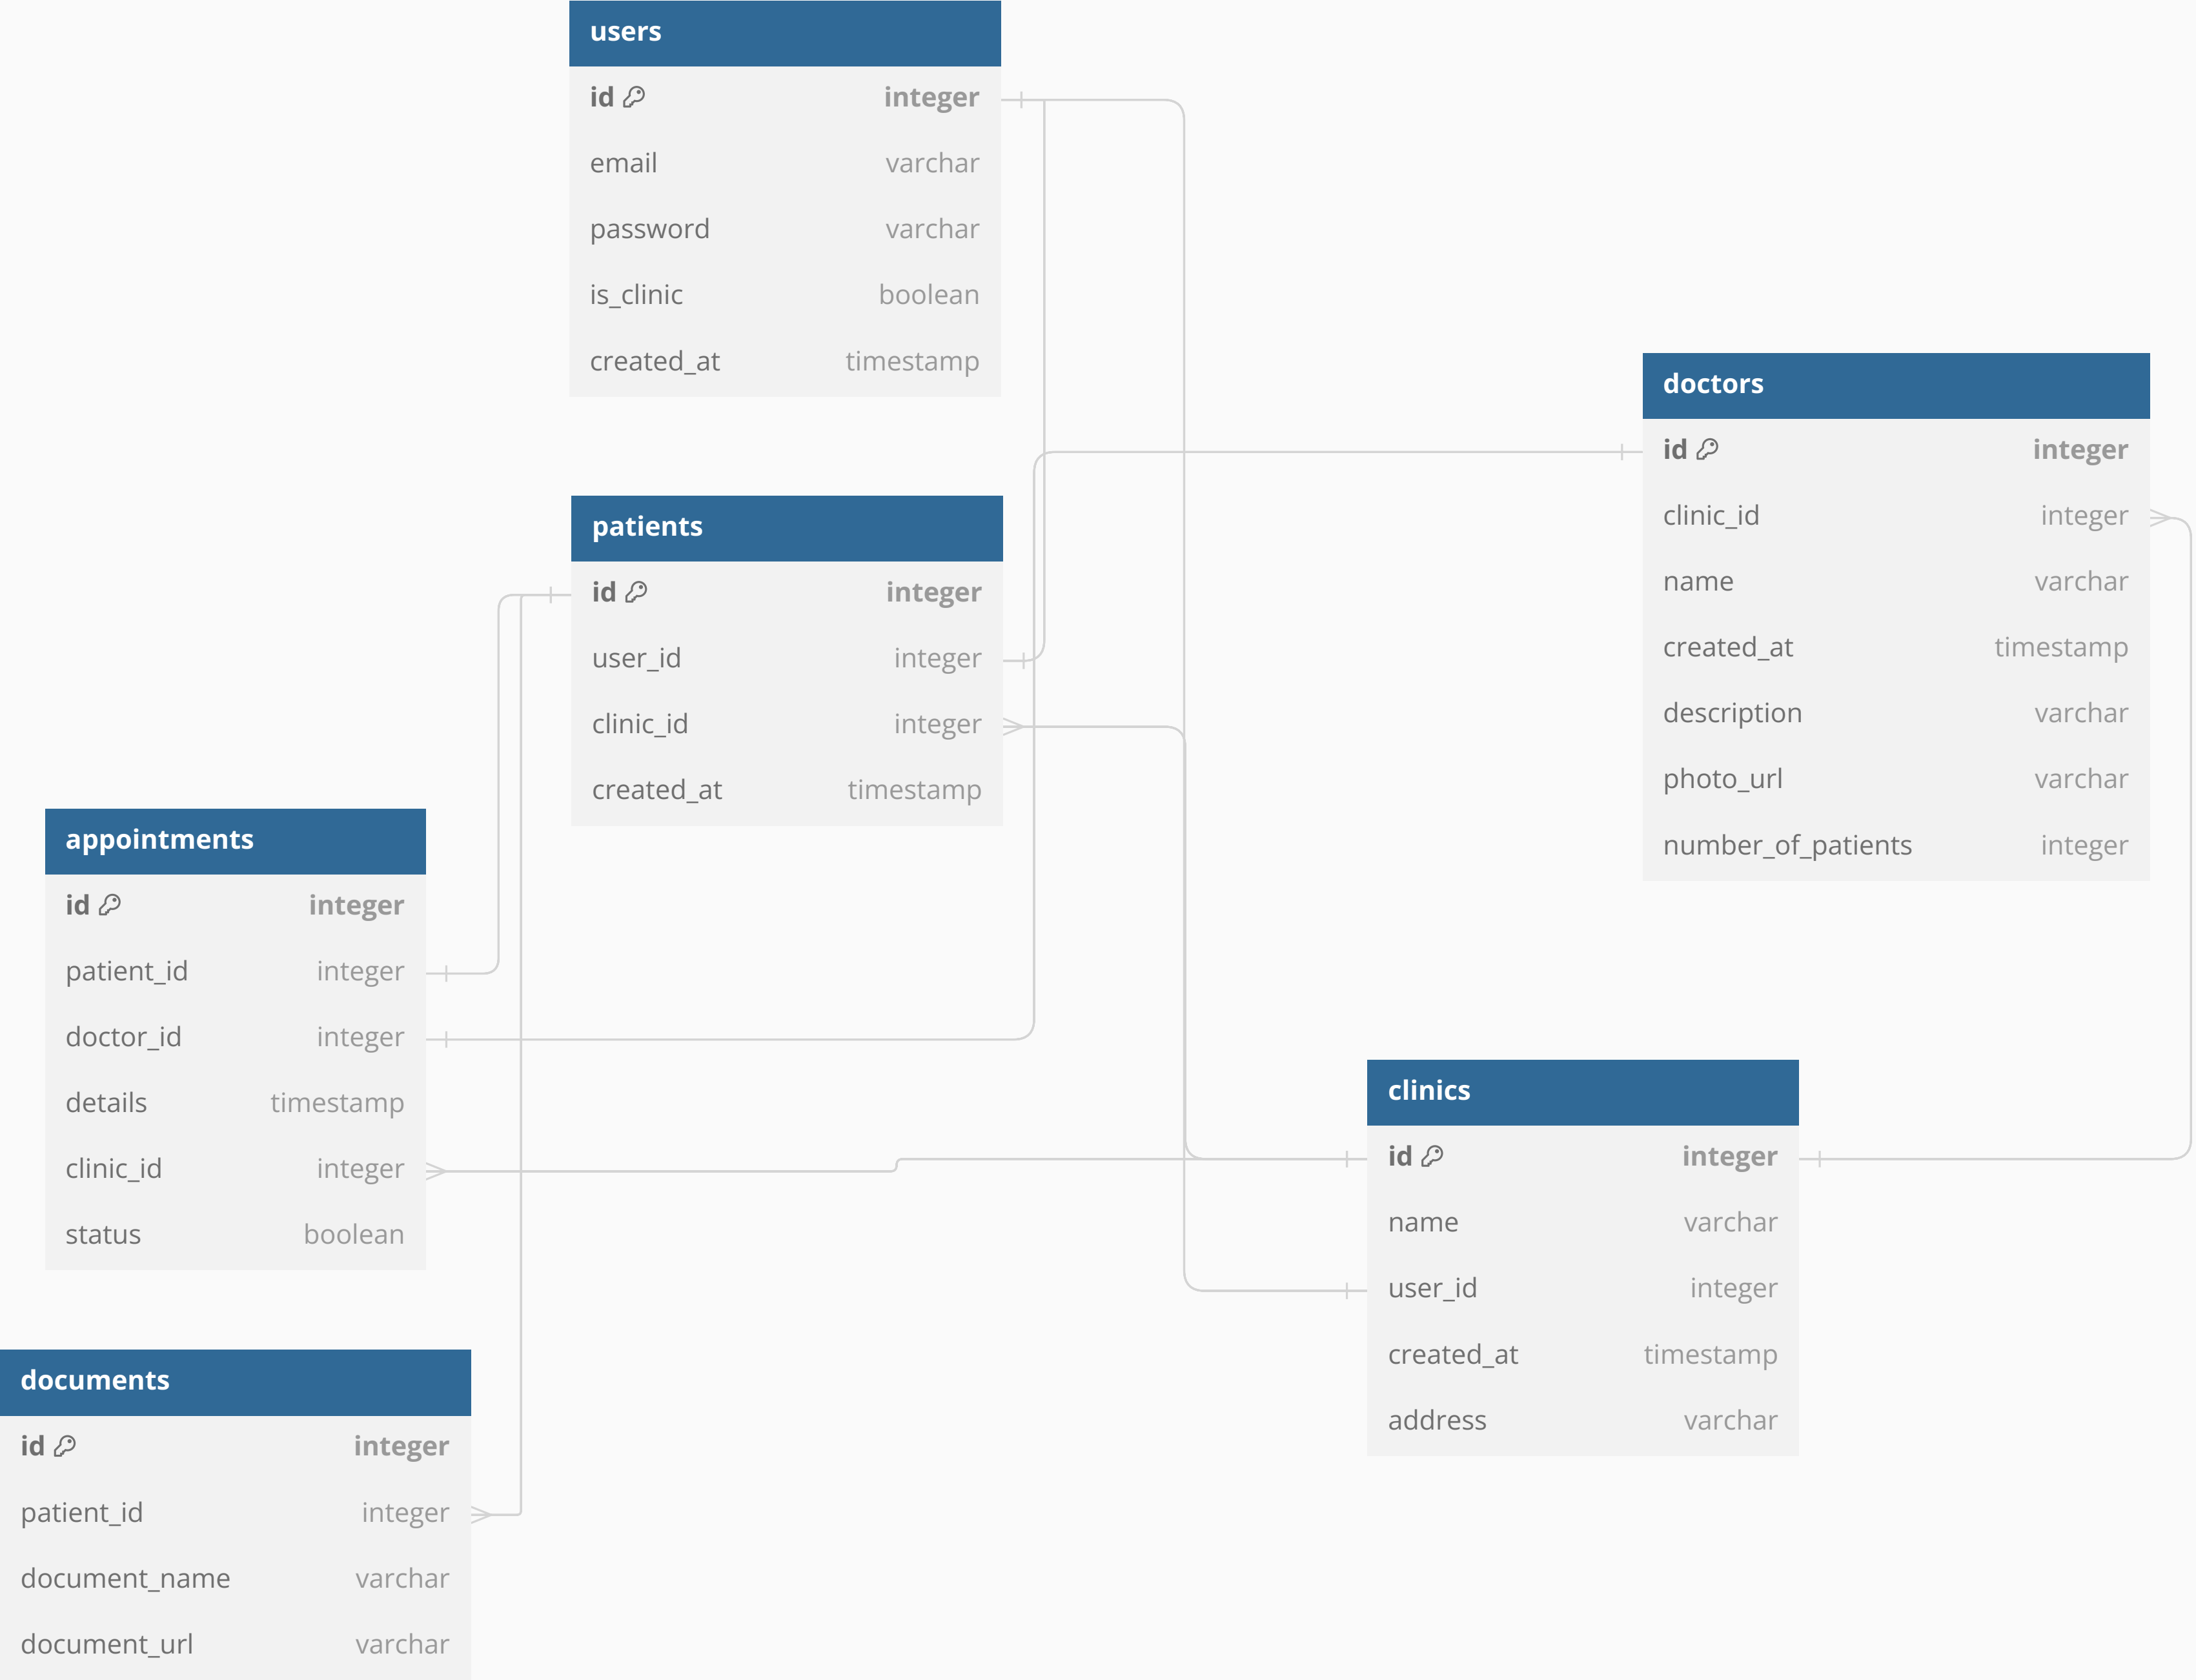 users
id integer
email varchar
password varchar
is_clinic boolean
created_at timestamp
doctors
id integer
clinic_id integer
name varchar
created_at timestamp
description varchar
photo_url varchar
number_of_patients integer
patients
id integer
user_id integer
clinic_id integer
created_at timestamp
appointments
id integer
patient_id integer
doctor_id integer
details timestamp
clinic_id integer
status boolean
clinics
id integer
name varchar
user_id integer
created_at timestamp
address varchar
documents
id integer
patient_id integer
document_name varchar
document_url varchar